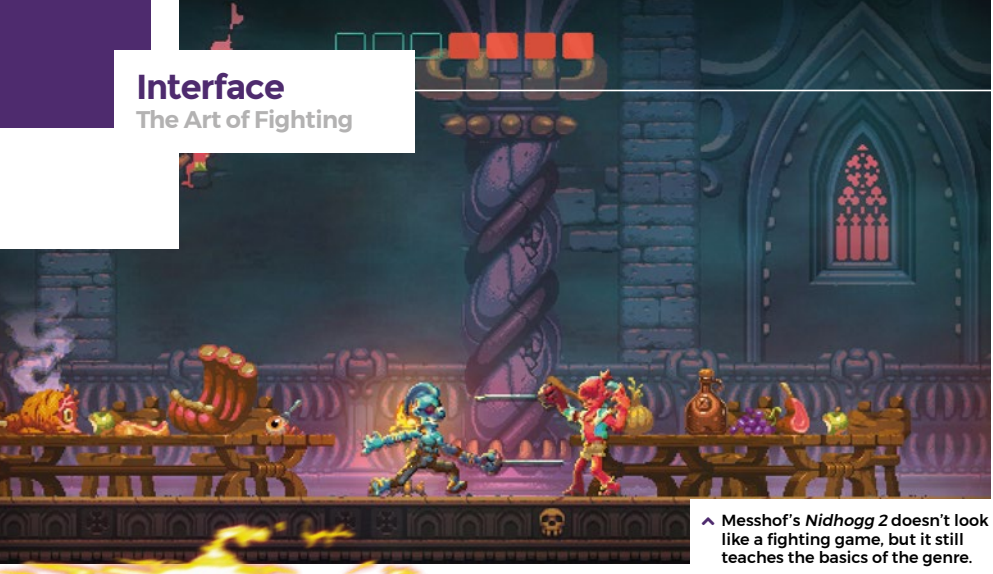 Interface
The Art of Fighting
Messhof's Nidhogg 2 doesn't look
like a fighting game, but it still
teaches the basics of the genre.